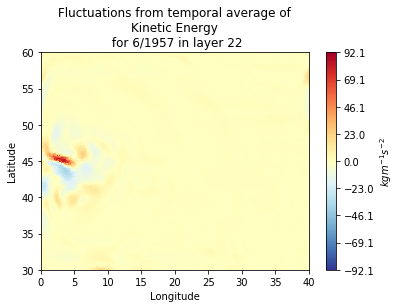 Fluctuations from temporal average of
Kinetic Energy
for 6/1957 in layer 22
60
55
50
45
40
35
30
Latitude
0 5 10 15 20 25 30 35 40
Longitude
92.1
69.1
46.1
23.0
0.0
−23.0
−46.1
−69.1
−92.1
kgm⁻¹s⁻²